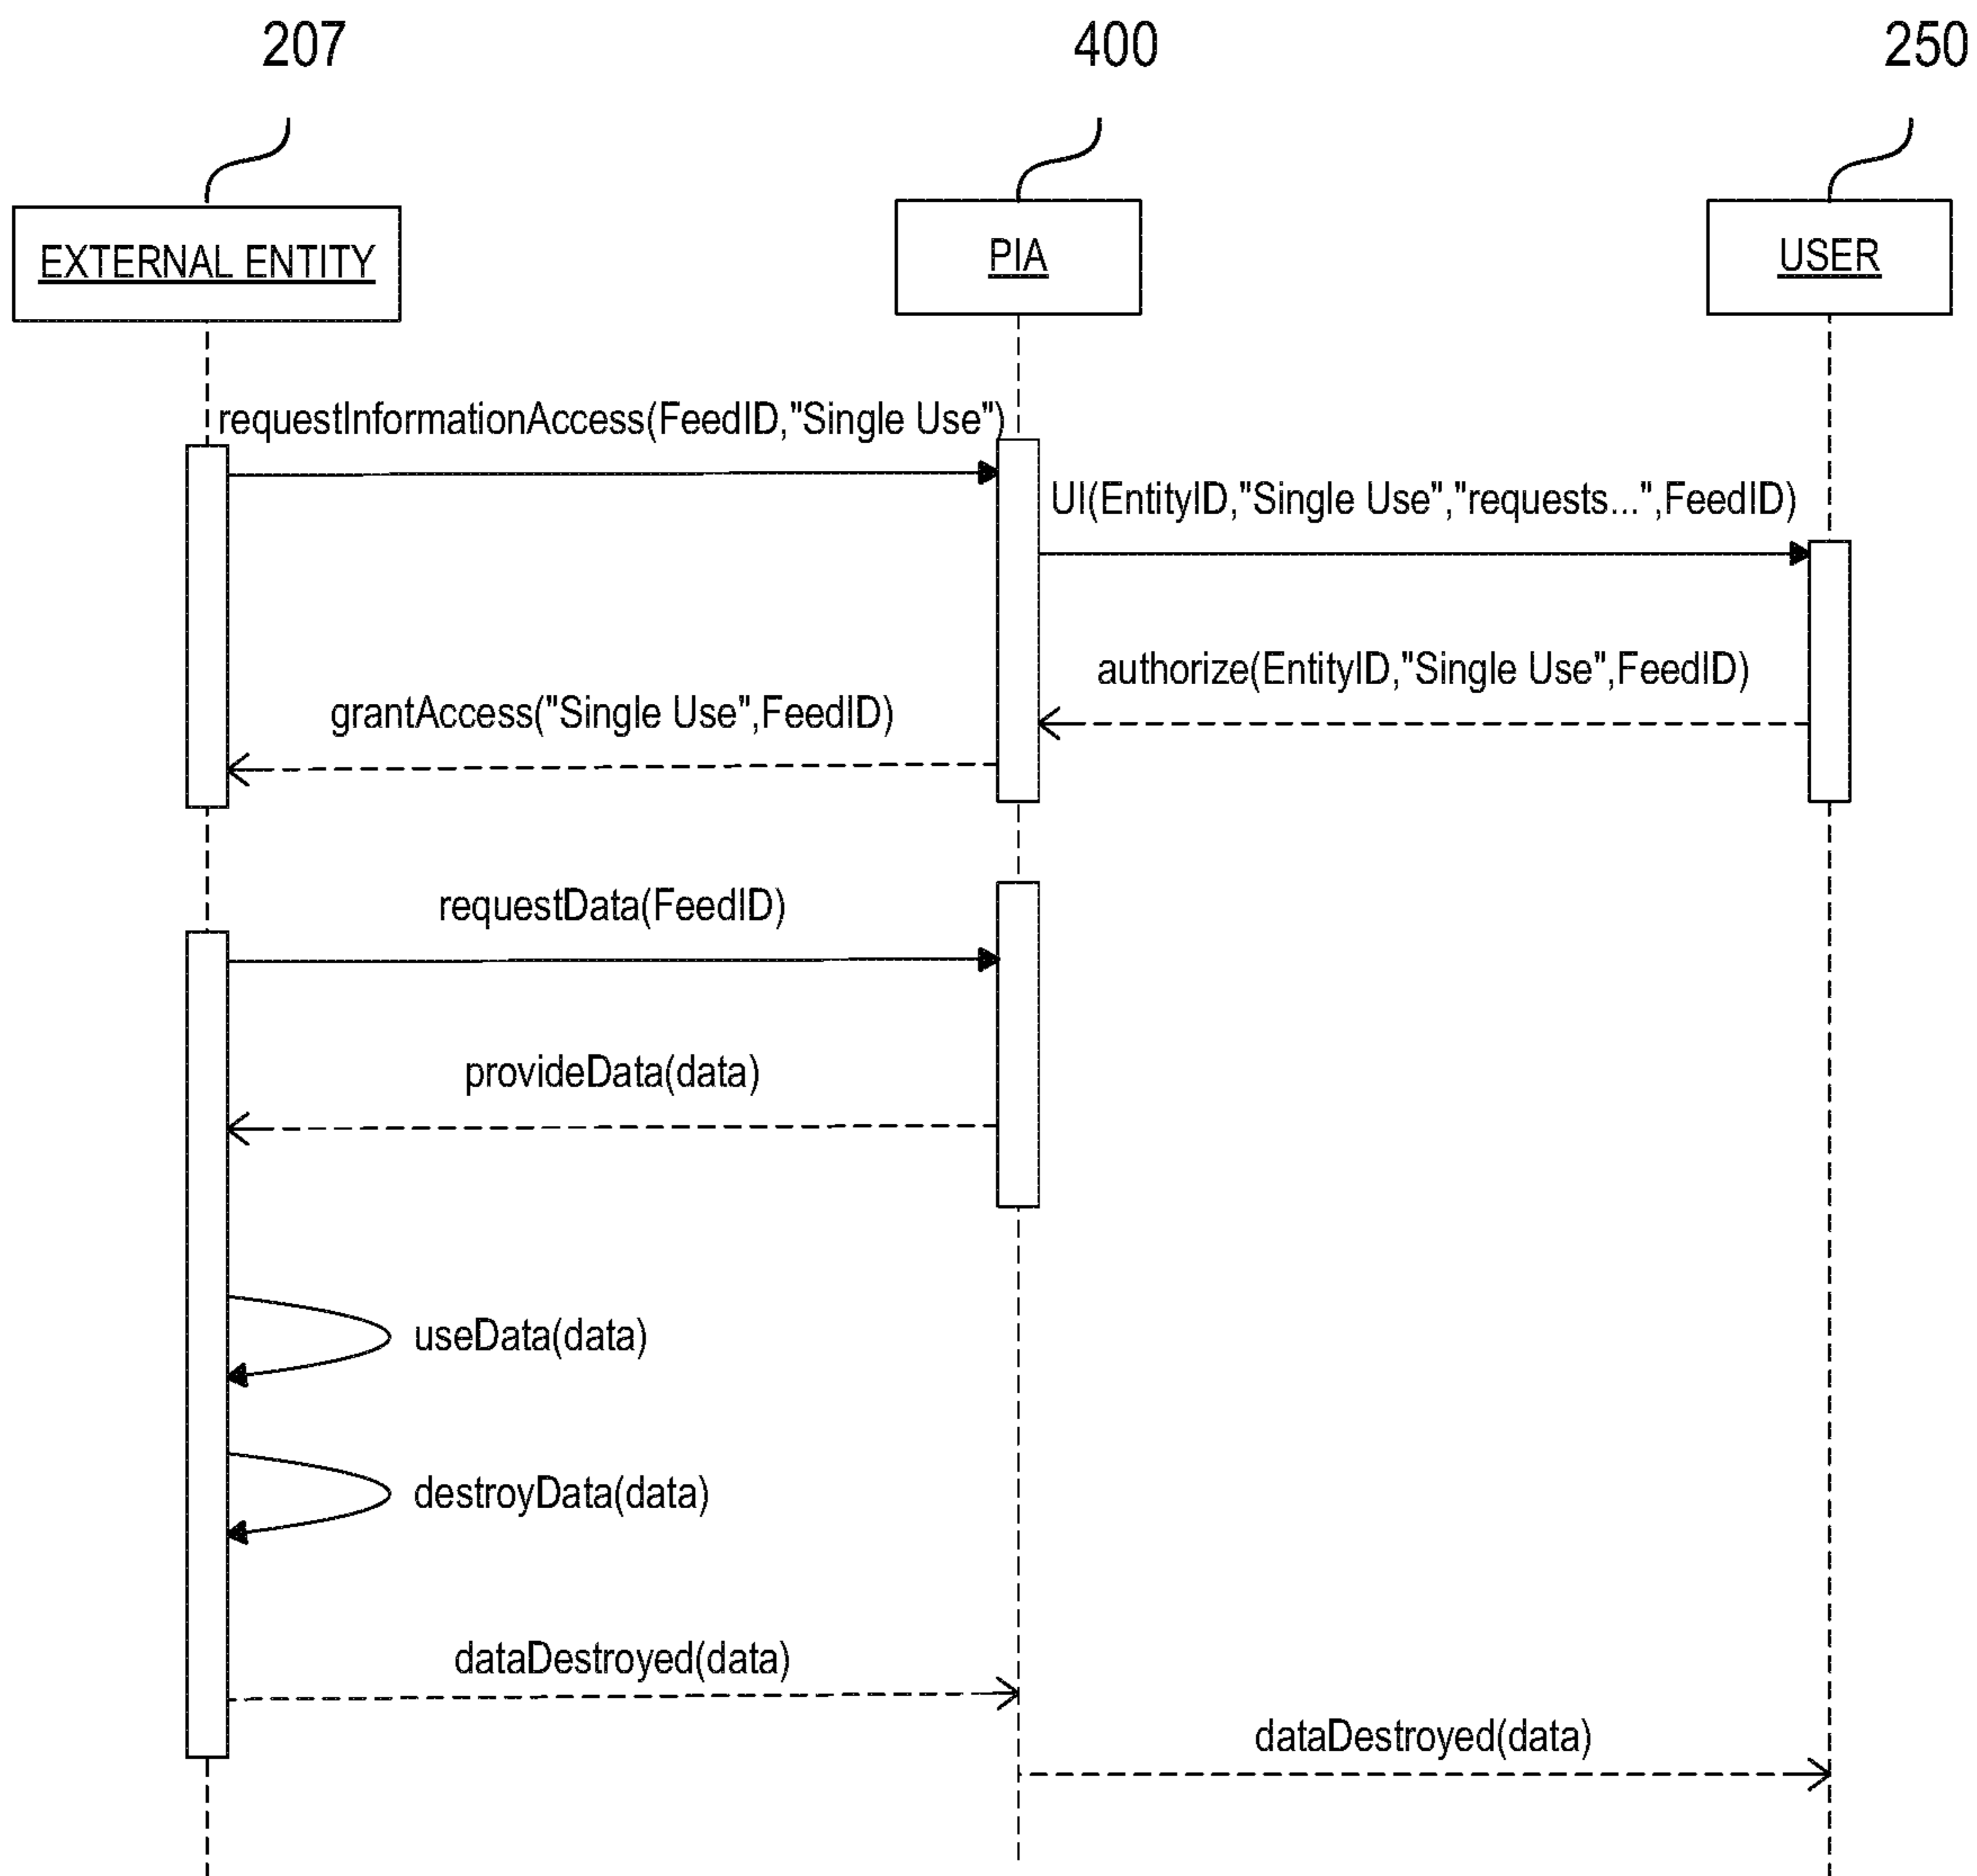 207
400
250
EXTERNAL ENTITY
PIA
USER
requestInformationAccess(FeedID,"Single Use")
UI(EntityID,"Single Use","requests...",FeedID)
authorize(EntityID,"Single Use",FeedID)
grantAccess("Single Use",FeedID)
requestData(FeedID)
provideData(data)
useData(data)
destroyData(data)
dataDestroyed(data)
dataDestroyed(data)